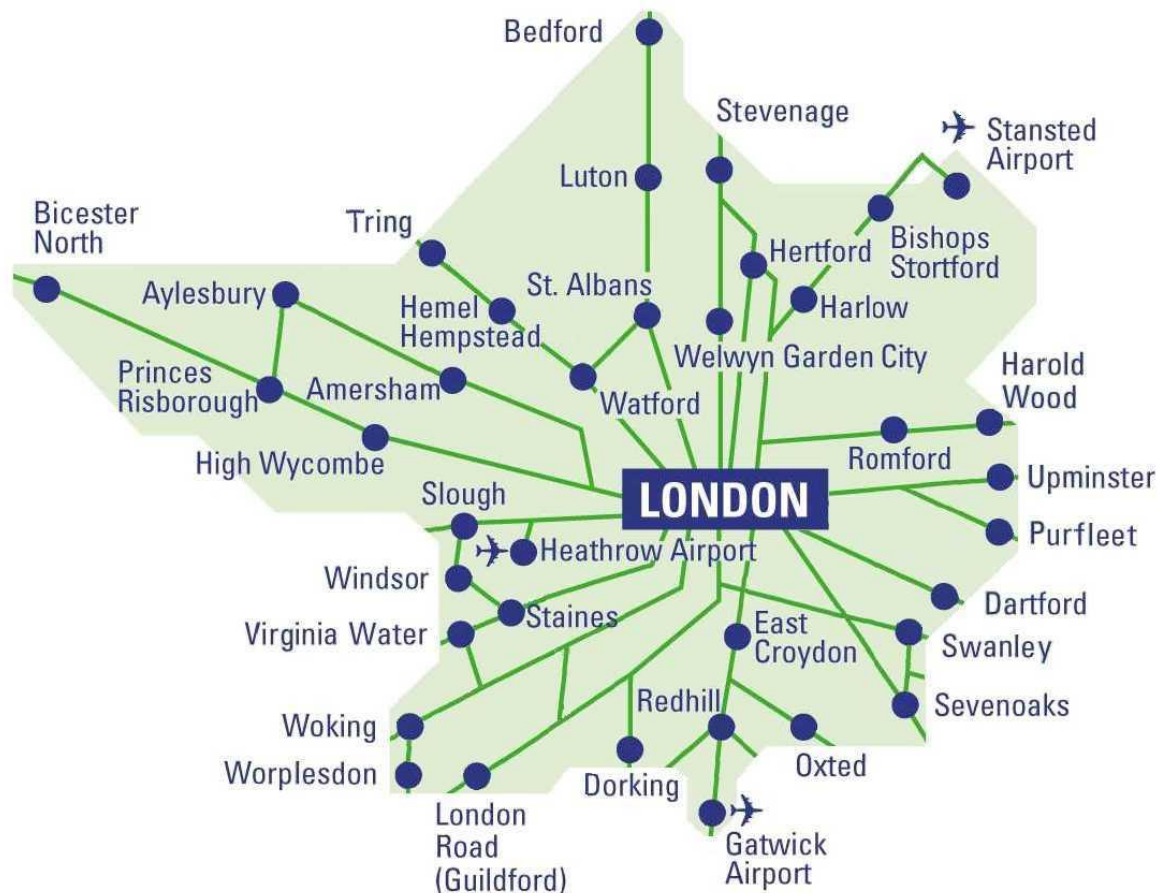 Bedford
Stevenage
Stansted
Airport
Luton
Bicester
North
Tring
Hertford
Bishops
Stortford
Aylesbury
Hemel
Hempstead
St. Albans
Harlow
Princes
Risborough
Amersham
Watford
Welwyn Garden City
Harold
Wood
High Wycombe
Romford
Slough
LONDON
Upminster
Heathrow Airport
Purfleet
Windsor
Staines
Dartford
Virginia Water
East
Croydon
Swanley
Woking
Redhill
Sevenoaks
Worplesdon
London
Road
(Guildford)
Dorking
Oxted
Gatwick
Airport